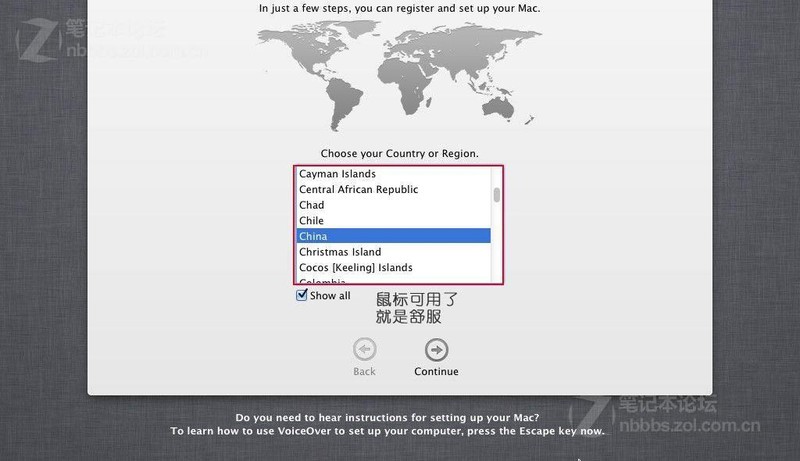 In just a few steps, you can register and set up your Mac.
笔记本论坛
nbbbs.zol.com.cn
Choose your Country or Region.
Cayman Islands
Central African Republic
Chad
Chile
China
Christmas Island
Cocos [Keeling] Islands
Colombia
Show all
鼠标可用了
就是舒服
Back
Continue
Do you need to hear instructions for setting up your Mac?
To learn how to use VoiceOver to set up your computer, press the Escape key now.
笔记本论坛
nbbbs.zol.com.cn